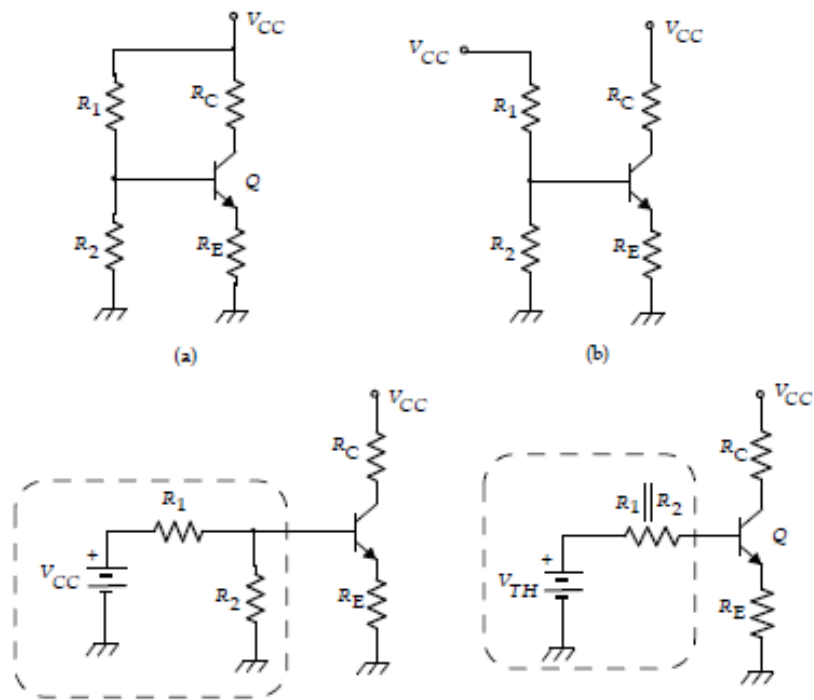 V_CC
R_1
R_C
Q
R_2
R_E
(a)
V_CC
V_CC
R_1
R_C
R_2
R_E
(b)
V_CC
R_C
R_1
V_CC
+
R_2
R_E
V_CC
R_C
R_1 || R_2
Q
V_TH
+
R_E